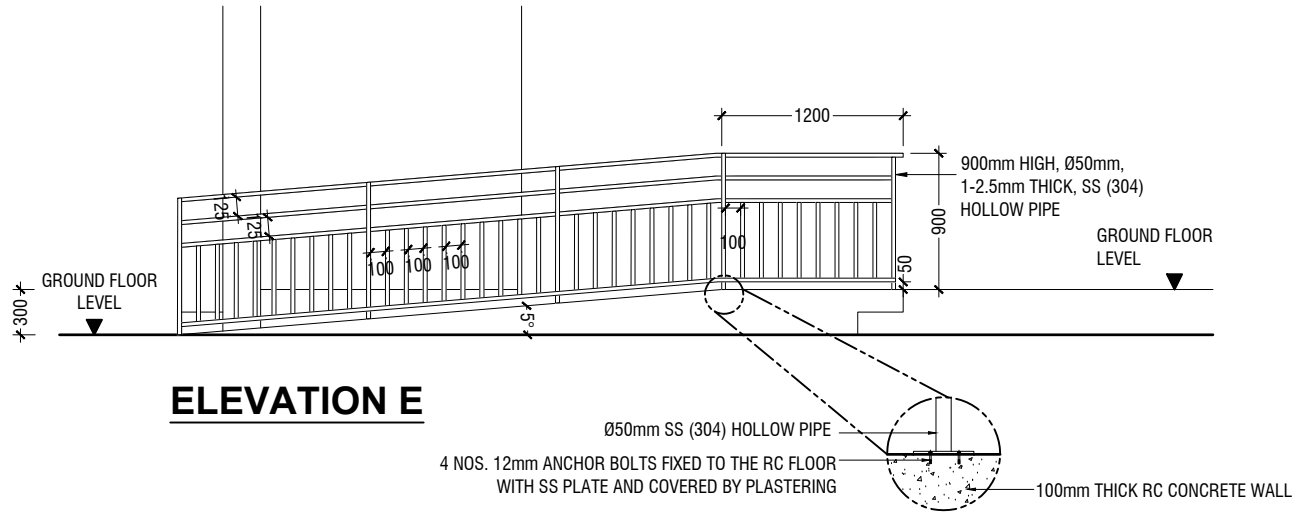 1200
900mm HIGH, Ø50mm,
1-2.5mm THICK, SS (304)
HOLLOW PIPE
900
125
125
100
100
100
100
50
GROUND FLOOR
LEVEL
GROUND FLOOR
LEVEL
300
5°
ELEVATION E
Ø50mm SS (304) HOLLOW PIPE
4 NOS. 12mm ANCHOR BOLTS FIXED TO THE RC FLOOR
WITH SS PLATE AND COVERED BY PLASTERING
100mm THICK RC CONCRETE WALL